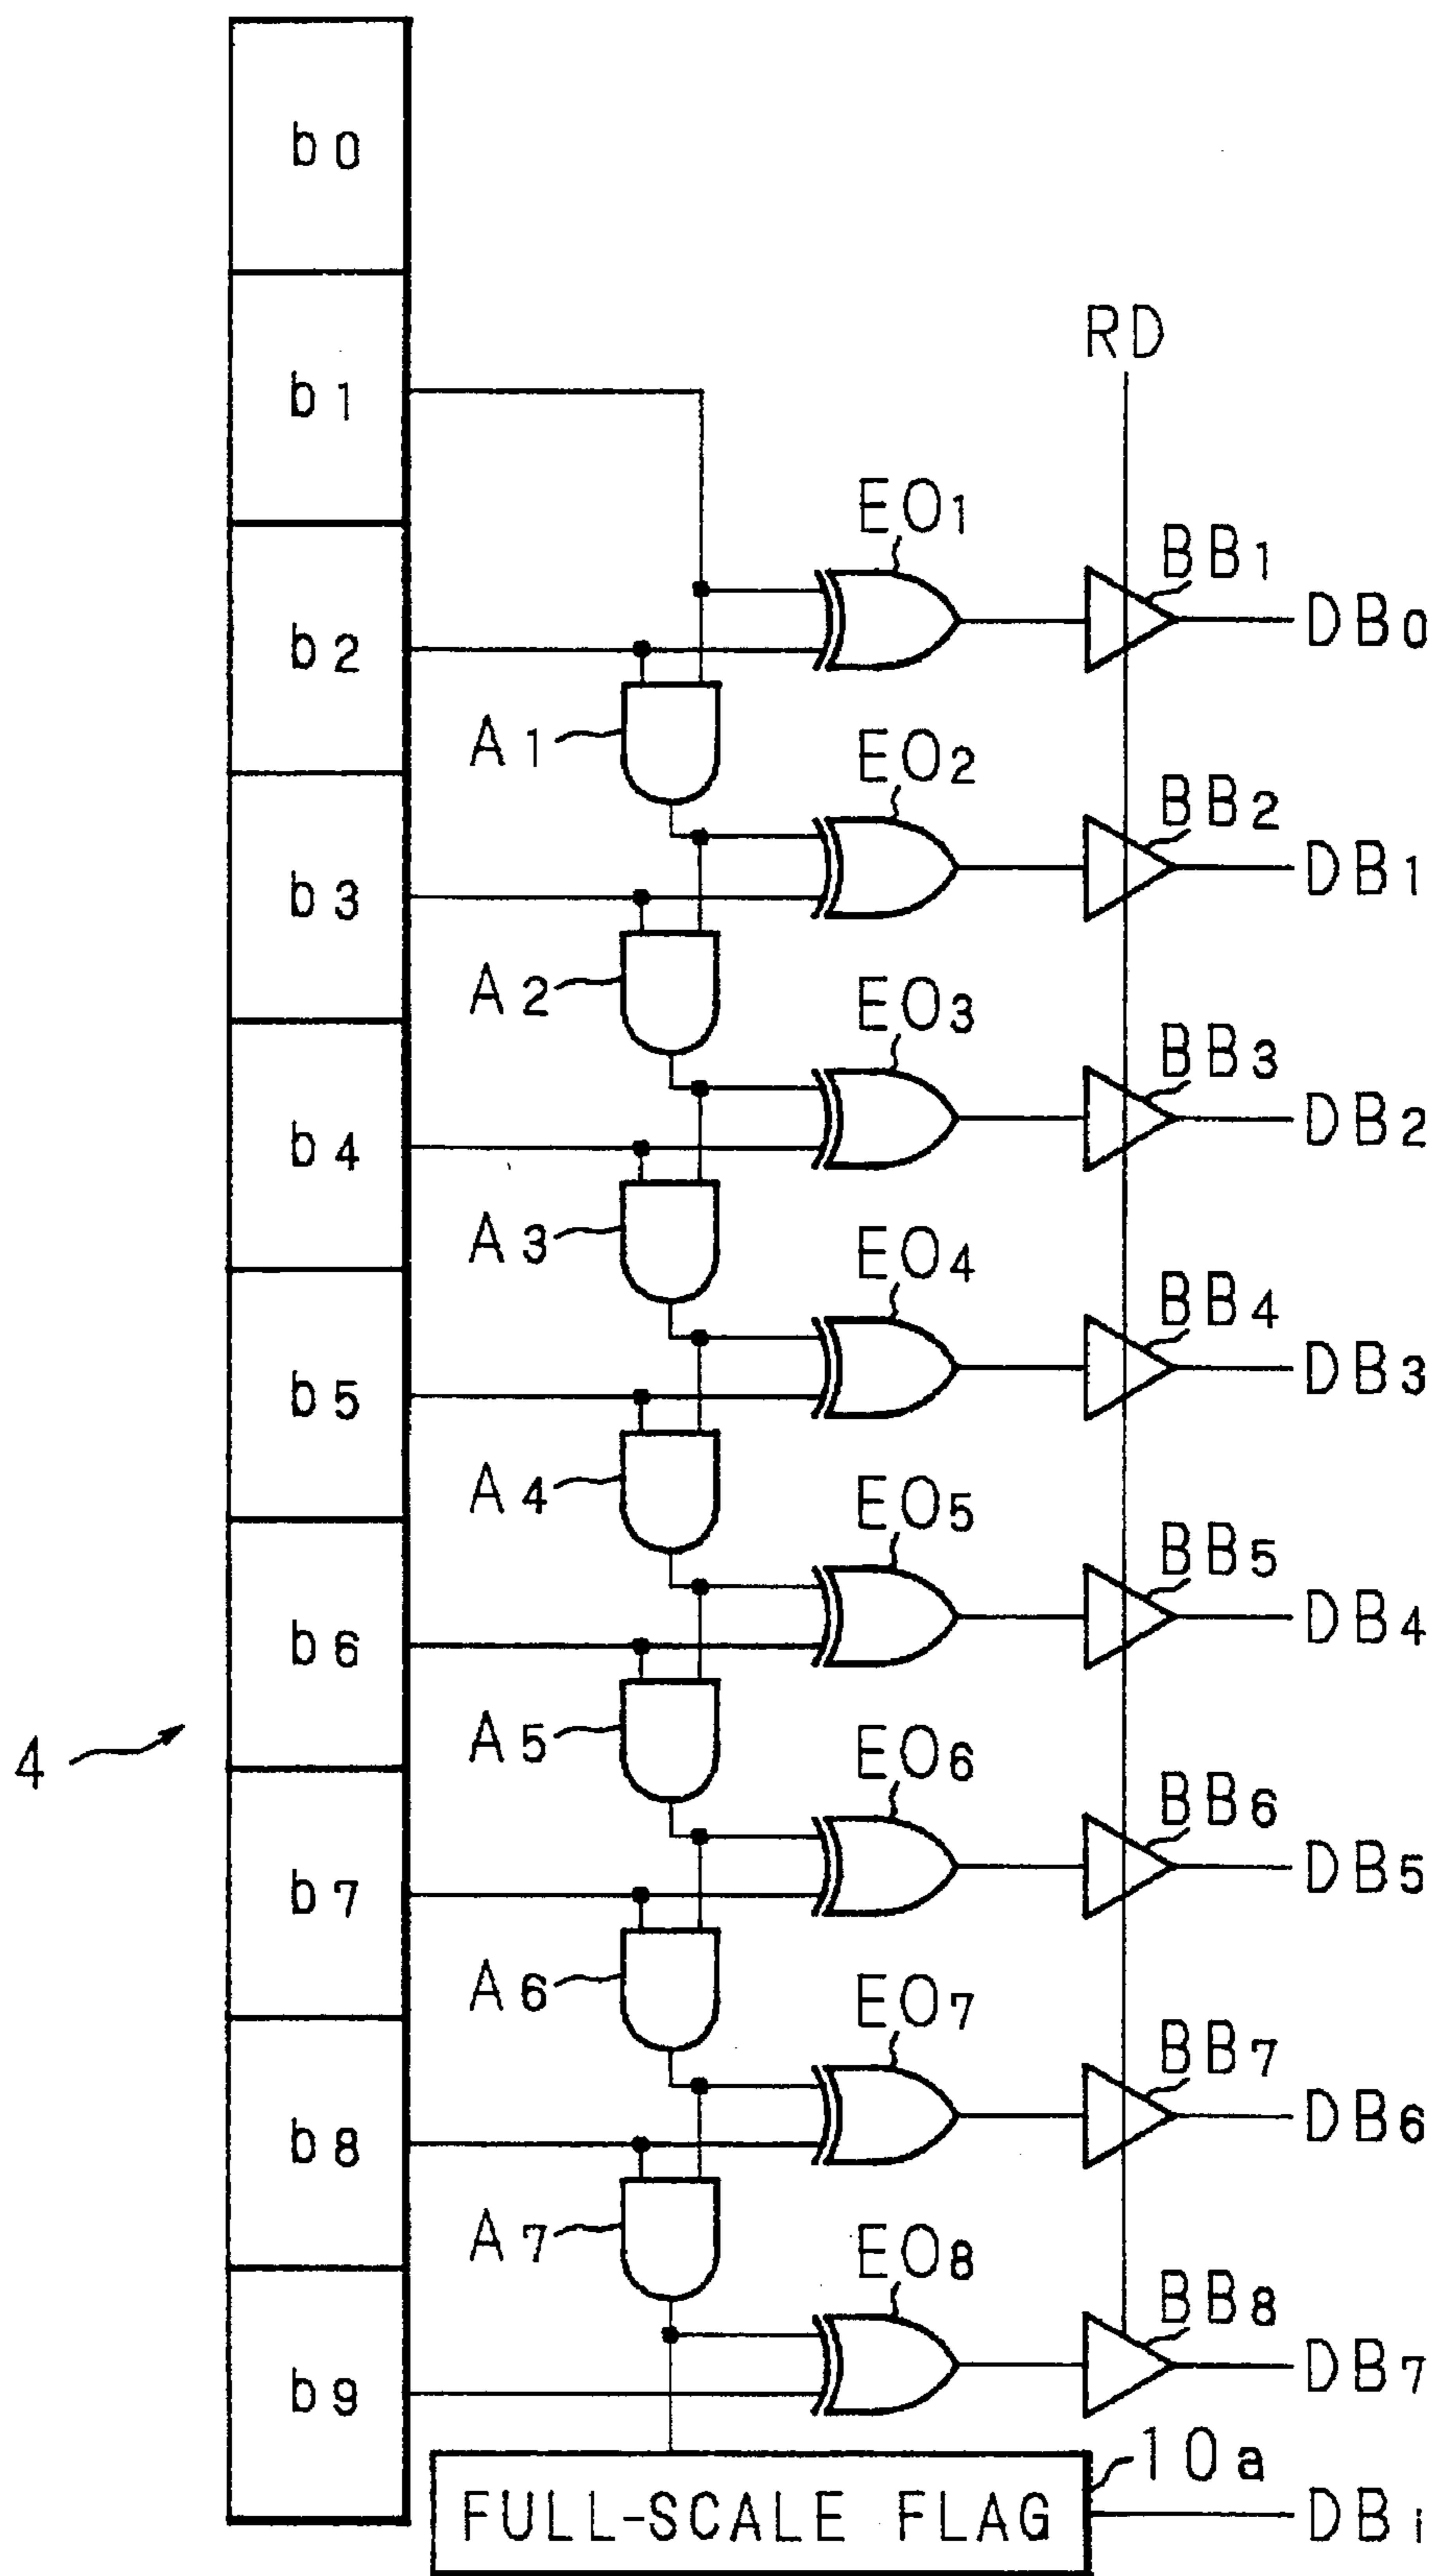 b0
b1
RD
EO1
BB1
DB0
b2
A1
EO2
BB2
DB1
b3
A2
EO3
BB3
DB2
b4
A3
EO4
BB4
DB3
b5
A4
EO5
BB5
DB4
b6
4
A5
EO6
BB6
DB5
b7
A6
EO7
BB7
DB6
b8
A7
EO8
BB8
DB7
b9
10a
FULL-SCALE FLAG
DBi